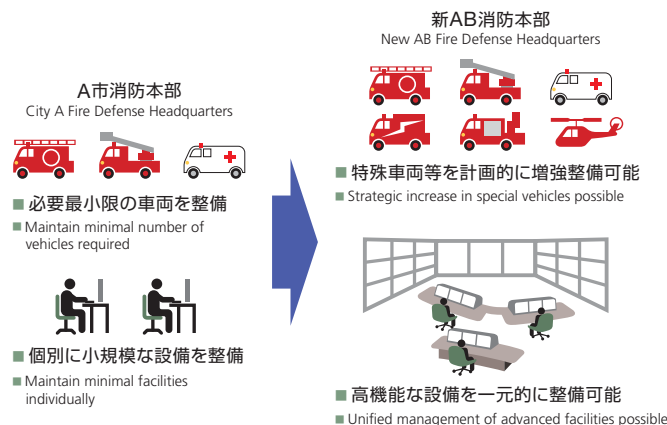 A市消防本部
City A Fire Defense Headquarters
■ 必要最小限の車両を整備
■ Maintain minimal number of
vehicles required
■ 個別に小規模な設備を整備
■ Maintain minimal facilities
individually
新AB消防本部
New AB Fire Defense Headquarters
■ 特殊車両等を計画的に増強整備可能
■ Strategic increase in special vehicles possible
■ 高機能な設備を一元的に整備可能
■ Unified management of advanced facilities possible